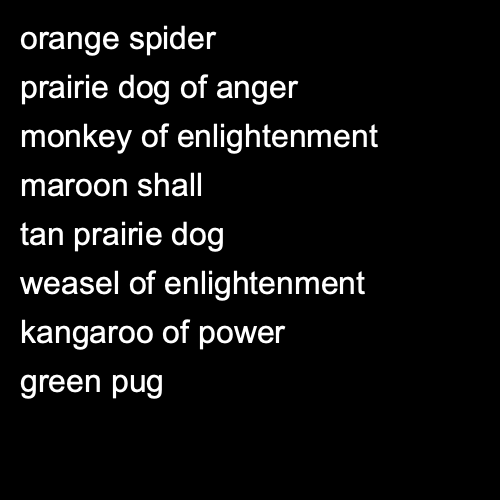 orange spider
prairie dog of anger
monkey of enlightenment
maroon shall
tan prairie dog
weasel of enlightenment
kangaroo of power
green pug